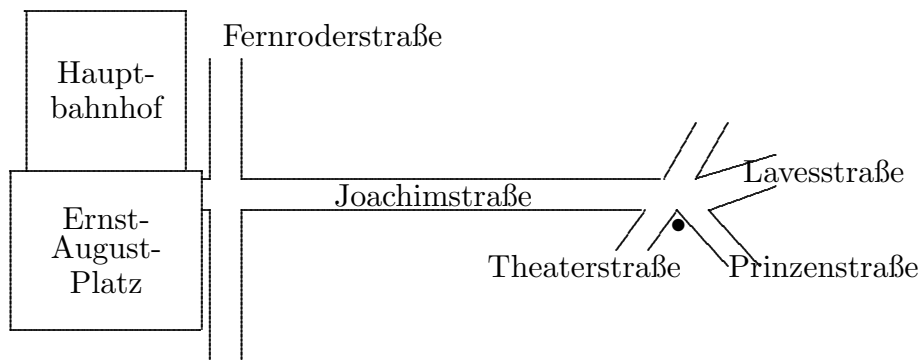 Fernroderstraße
Haupt-
bahnhof
Lavesstraße
Joachimstraße
Ernst-
August-
Platz
Theaterstraße
Prinzenstraße